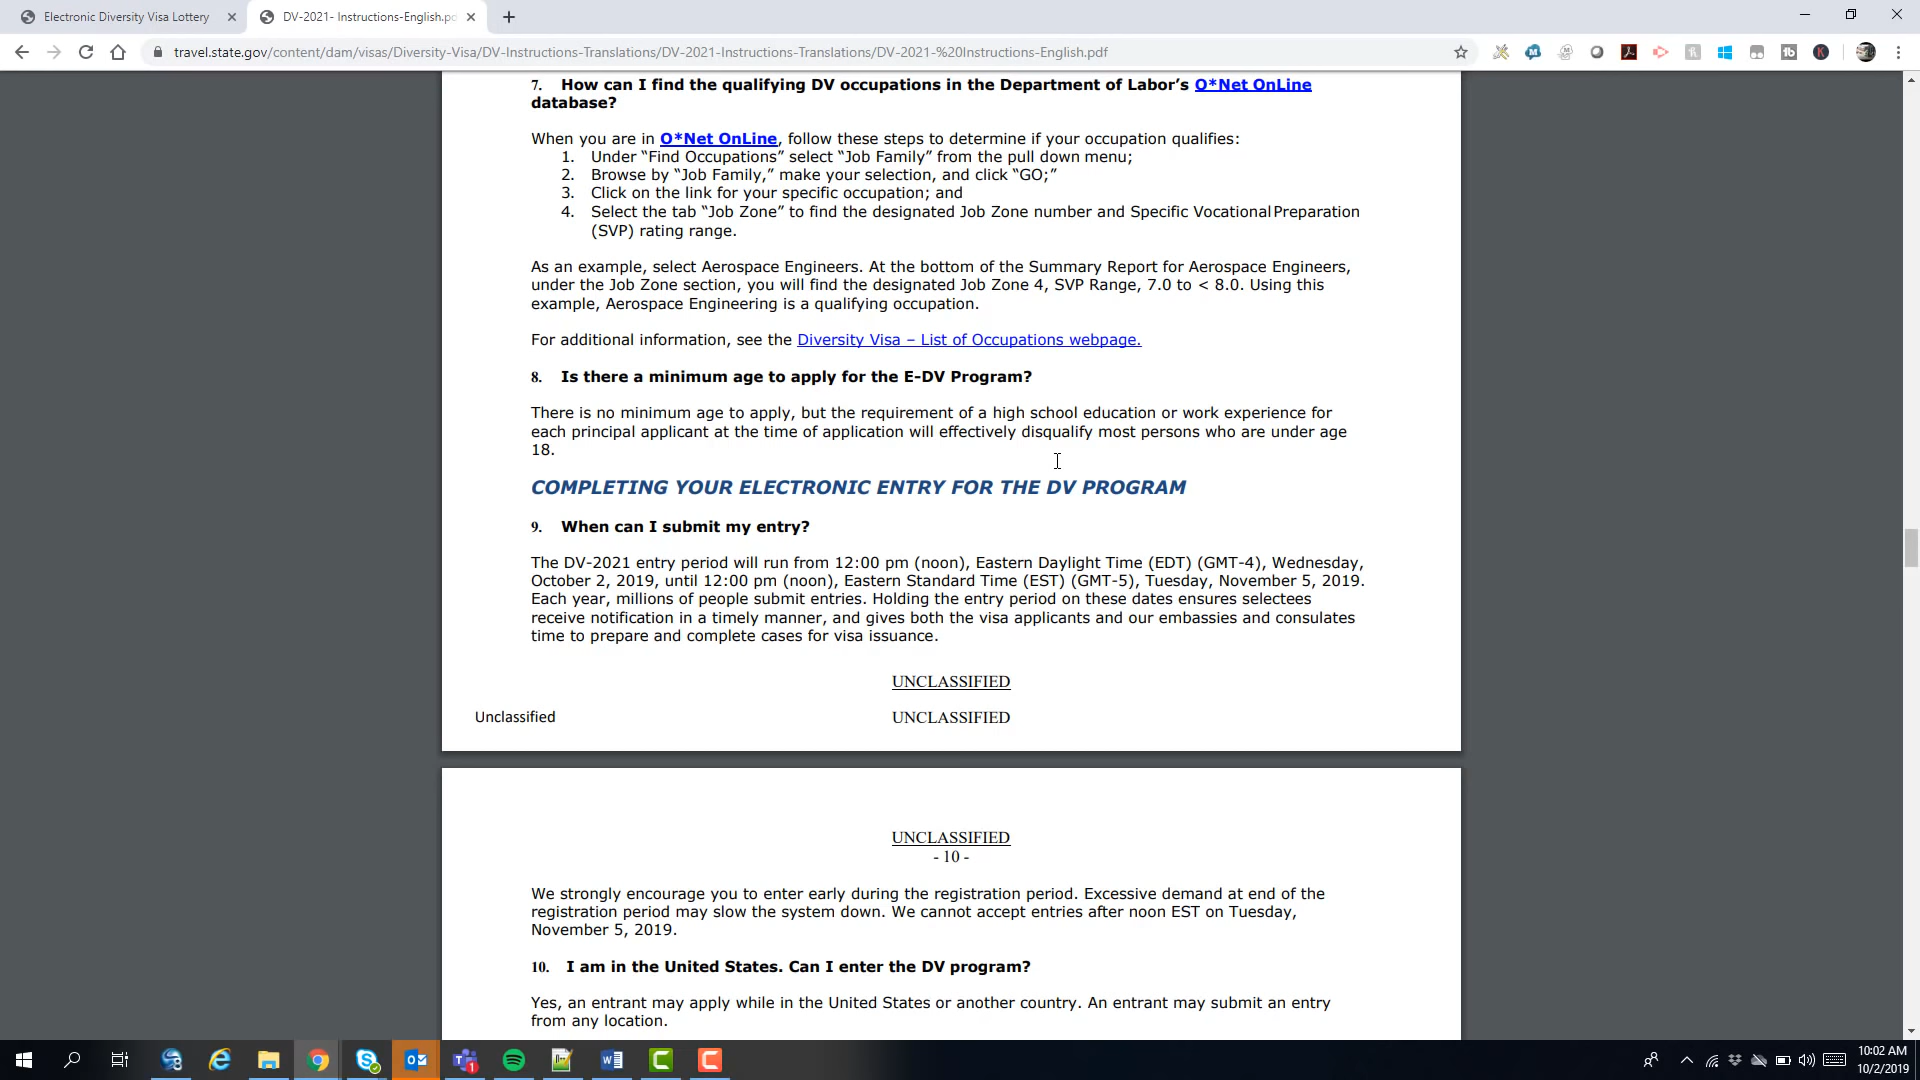 Electronic Diversity Visa Lottery
DV-2021- Instructions-English.pd
travel.state.gov/content/dam/visas/Diversity-Visa/DV-Instructions-Translations/DV-2021-Instructions-Translations/DV-2021-%20Instructions-English.pdf
7. How can I find the qualifying DV occupations in the Department of Labor’s O*Net OnLine
database?
When you are in O*Net OnLine, follow these steps to determine if your occupation qualifies:
1. Under “Find Occupations” select “Job Family” from the pull down menu;
2. Browse by “Job Family,” make your selection, and click “GO;”
3. Click on the link for your specific occupation; and
4. Select the tab “Job Zone” to find the designated Job Zone number and Specific Vocational Preparation
(SVP) rating range.
As an example, select Aerospace Engineers. At the bottom of the Summary Report for Aerospace Engineers,
under the Job Zone section, you will find the designated Job Zone 4, SVP Range, 7.0 to < 8.0. Using this
example, Aerospace Engineering is a qualifying occupation.
For additional information, see the Diversity Visa – List of Occupations webpage.
8. Is there a minimum age to apply for the E-DV Program?
There is no minimum age to apply, but the requirement of a high school education or work experience for
each principal applicant at the time of application will effectively disqualify most persons who are under age
18.
COMPLETING YOUR ELECTRONIC ENTRY FOR THE DV PROGRAM
9. When can I submit my entry?
The DV-2021 entry period will run from 12:00 pm (noon), Eastern Daylight Time (EDT) (GMT-4), Wednesday,
October 2, 2019, until 12:00 pm (noon), Eastern Standard Time (EST) (GMT-5), Tuesday, November 5, 2019.
Each year, millions of people submit entries. Holding the entry period on these dates ensures selectees
receive notification in a timely manner, and gives both the visa applicants and our embassies and consulates
time to prepare and complete cases for visa issuance.
UNCLASSIFIED
Unclassified UNCLASSIFIED
UNCLASSIFIED
- 10 -
We strongly encourage you to enter early during the registration period. Excessive demand at end of the
registration period may slow the system down. We cannot accept entries after noon EST on Tuesday,
November 5, 2019.
10. I am in the United States. Can I enter the DV program?
Yes, an entrant may apply while in the United States or another country. An entrant may submit an entry
from any location.
10:02 AM
10/2/2019